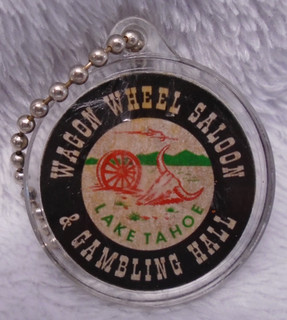 WAGON WHEEL SALOON
& GAMBLING HALL
LAKE TAHOE